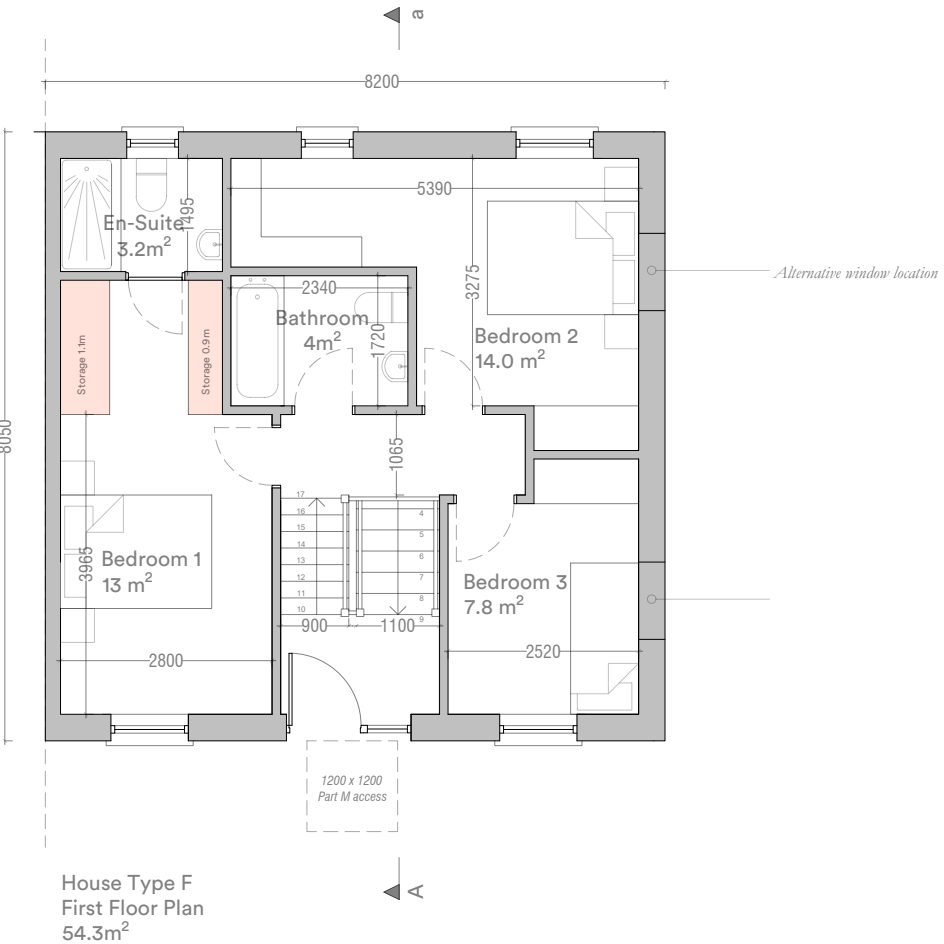 a
8200
5390
En-Suite
3.2m²
1495
Alternative window location
3275
2340
Bathroom
4m²
1720
Bedroom 2
14.0 m²
Storage 1.1m
Storage 0.9m
8050
1065
17
16
15
14
13
12
11
10
4
5
6
7
8
9
Bedroom 1
13 m²
3965
Bedroom 3
7.8 m²
900
1100
2800
2520
1200 x 1200
Part M access
A
House Type F
First Floor Plan
54.3m²